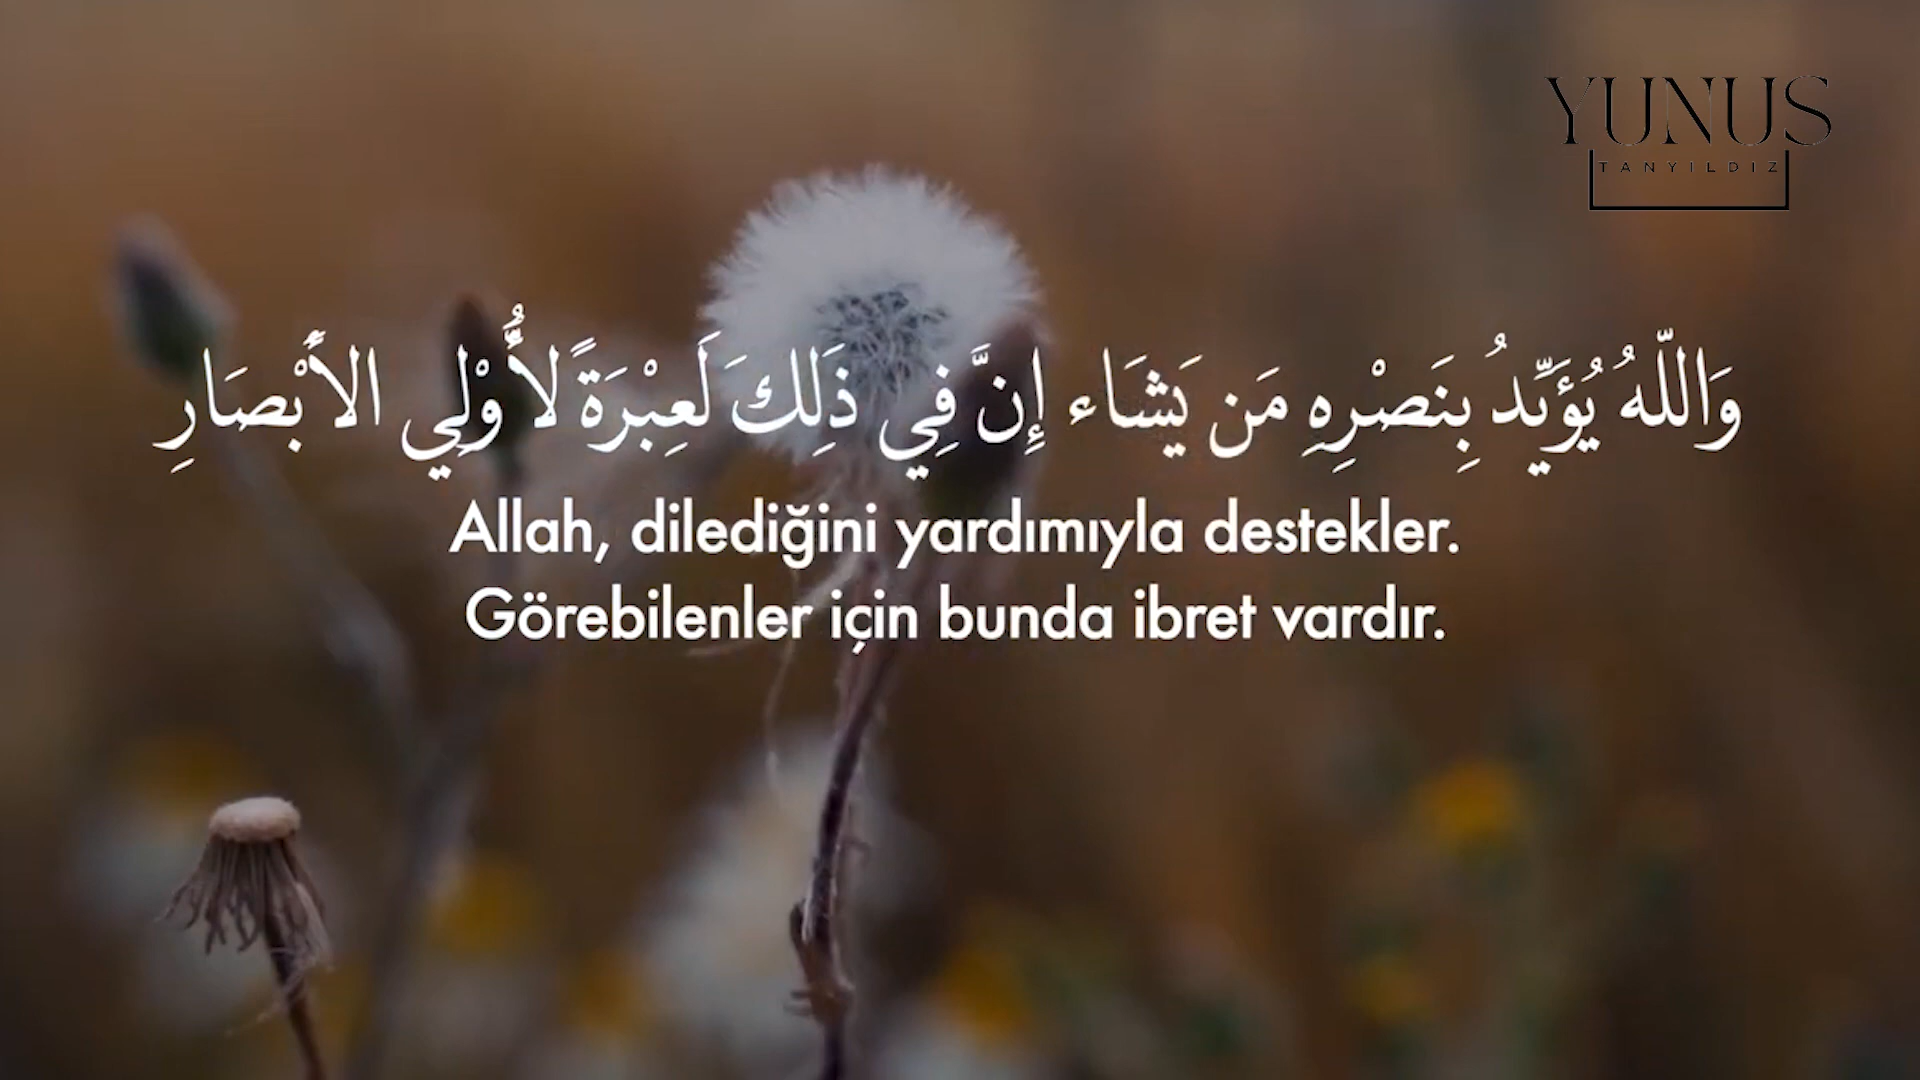 YUNUS
TANYILDIZ
وَاللّهُ يُؤَيِّدُ بِنَصْرِهِ مَن يَشَاء إِنَّ فِي ذَلِكَ لَعِبْرَةً لأُوْلِي الأَبْصَارِ
Allah, dilediğini yardımıyla destekler.
Görebilenler için bunda ibret vardır.